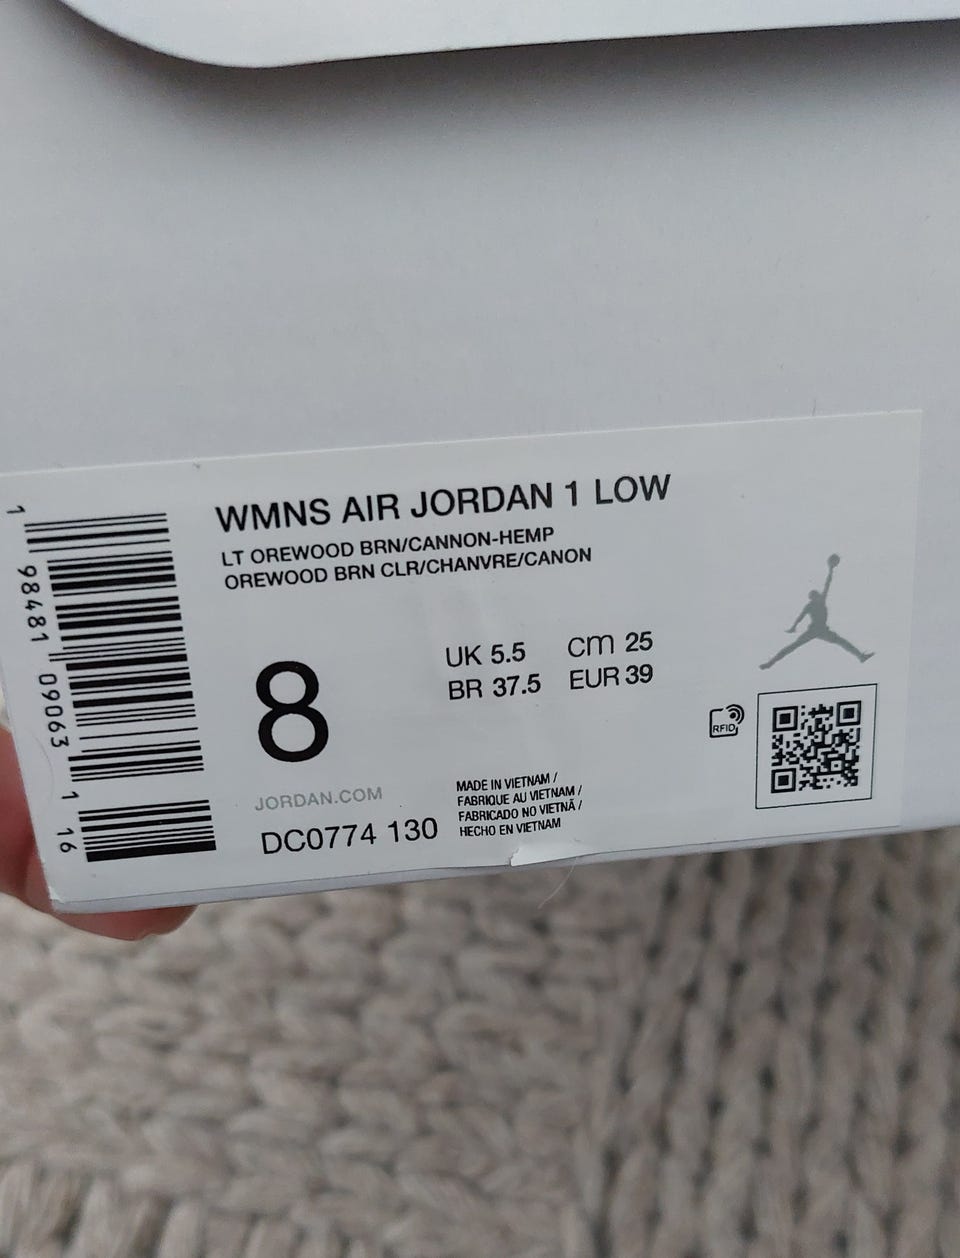 WMNS AIR JORDAN 1 LOW
LT OREWOOD BRN/CANNON-HEMP
OREWOOD BRN CLR/CHANVRE/CANON
8
UK 5.5 cm 25
BR 37.5 EUR 39
RFID
JORDAN.COM
DC0774 130
MADE IN VIETNAM /
FABRIQUE AU VIETNAM /
FABRICADO NO VIETNÃ /
HECHO EN VIETNAM
1 98481 09063 1 16